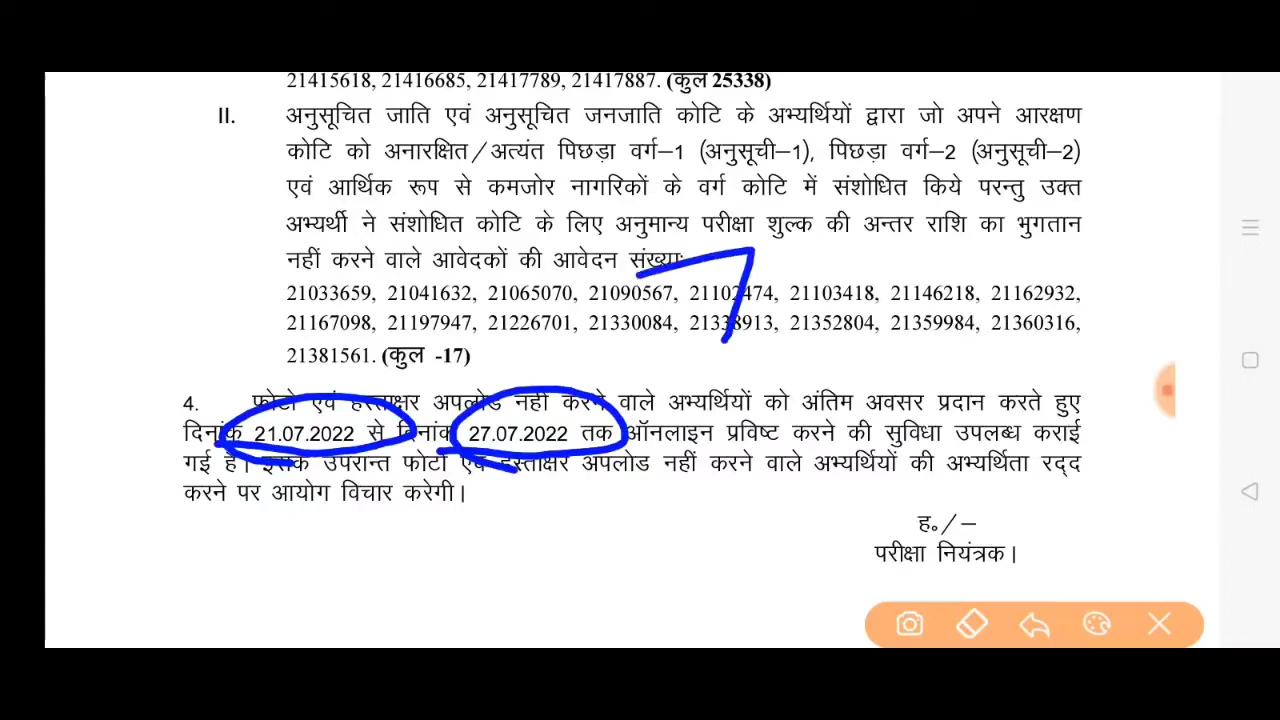 21415618, 21416685, 21417789, 21417887. (कुल 25338)
II. अनुसूचित जाति एवं अनुसूचित जनजाति कोटि के अभ्यर्थियों द्वारा जो अपने आरक्षण
कोटि को अनारक्षित/अत्यंत पिछड़ा वर्ग–1 (अनुसूची–1), पिछड़ा वर्ग–2 (अनुसूची–2)
एवं आर्थिक रूप से कमजोर नागरिकों के वर्ग कोटि में संशोधित किये परन्तु उक्त
अभ्यर्थी ने संशोधित कोटि के लिए अनुमान्य परीक्षा शुल्क की अन्तर राशि का भुगतान
नहीं करने वाले आवेदकों की आवेदन संख्याः
21033659, 21041632, 21065070, 21090567, 21102474, 21103418, 21146218, 21162932,
21167098, 21197947, 21226701, 21330084, 21338913, 21352804, 21359984, 21360316,
21381561. (कुल -17)
4. फोटो एवं हस्ताक्षर अपलोड नहीं करने वाले अभ्यर्थियों को अंतिम अवसर प्रदान करते हुए
दिनांक 21.07.2022 से दिनांक 27.07.2022 तक ऑनलाइन प्रविष्ट करने की सुविधा उपलब्ध कराई
गई है। इसके उपरान्त फोटो एवं हस्ताक्षर अपलोड नहीं करने वाले अभ्यर्थियों की अभ्यर्थिता रद्द
करने पर आयोग विचार करेगी।
ह॰/–
परीक्षा नियंत्रक।